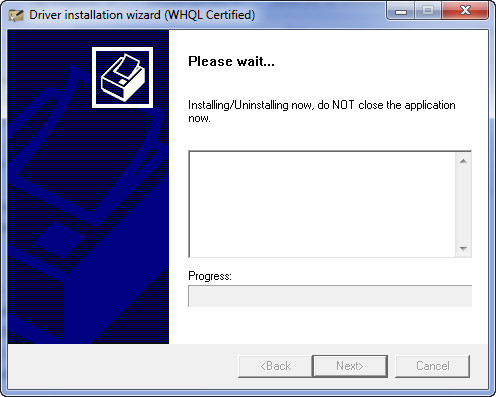 Driver installation wizard (WHQL Certified)
Please wait...
Installing/Uninstalling now, do NOT close the application
now.
Progress:
<Back
Next>
Cancel